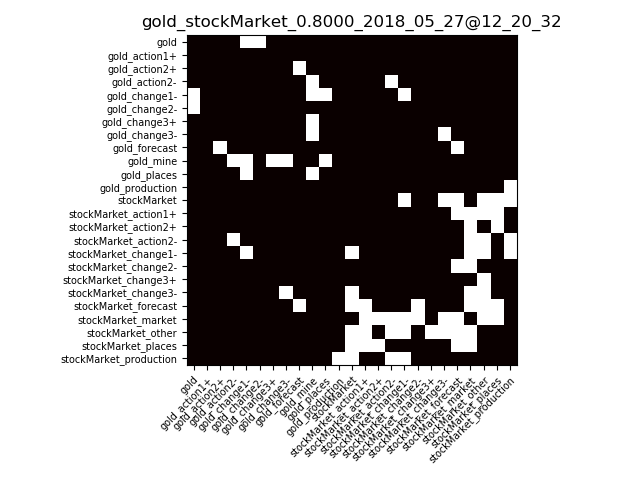 gold_stockMarket_0.8000_2018_05_27@12_20_32
gold
gold_action1+
gold_action2+
gold_action2-
gold_change1-
gold_change2-
gold_change3+
gold_change3-
gold_forecast
gold_mine
gold_places
gold_production
stockMarket
stockMarket_action1+
stockMarket_action2+
stockMarket_action2-
stockMarket_change1-
stockMarket_change2-
stockMarket_change3+
stockMarket_change3-
stockMarket_forecast
stockMarket_market
stockMarket_other
stockMarket_places
stockMarket_production
gold
gold_action1+
gold_action2+
gold_action2-
gold_change1-
gold_change2-
gold_change3+
gold_change3-
gold_forecast
gold_mine
gold_places
gold_production
stockMarket
stockMarket_action1+
stockMarket_action2+
stockMarket_action2-
stockMarket_change1-
stockMarket_change2-
stockMarket_change3+
stockMarket_change3-
stockMarket_forecast
stockMarket_market
stockMarket_other
stockMarket_places
stockMarket_production